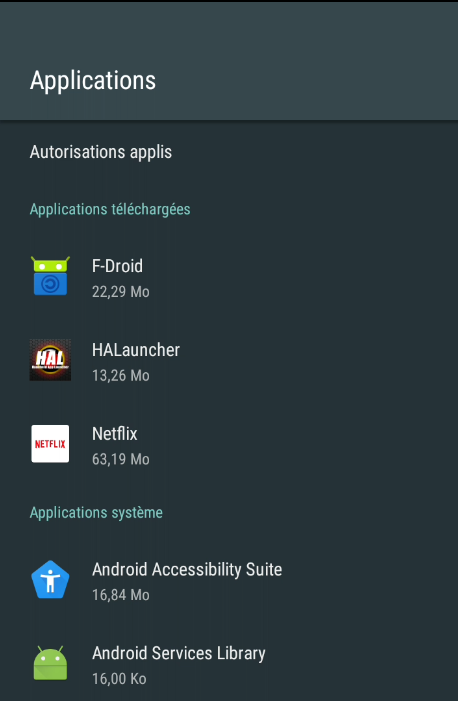 Applications
Autorisations applis
Applications téléchargées
F-Droid
22,29 Mo
HAL
HALauncher
13,26 Mo
NETFLIX
Netflix
63,19 Mo
Applications système
Android Accessibility Suite
16,84 Mo
Android Services Library
16,00 Ko